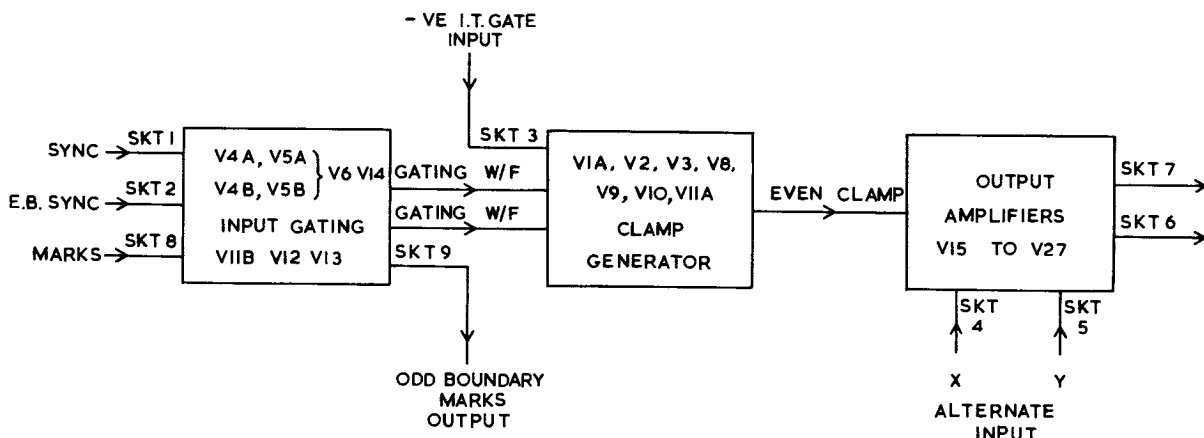 - VE I.T. GATE
INPUT
SYNC
SKT 1
E.B. SYNC
SKT 2
MARKS
SKT 8
V4A, V5A
V4B, V5B
} V6 V14
INPUT GATING
V11B V12 V13
GATING W/F
GATING W/F
SKT 9
ODD BOUNDARY
MARKS
OUTPUT
SKT 3
V1A, V2, V3, V8,
V9, V10, V11A
CLAMP
GENERATOR
EVEN CLAMP
OUTPUT
AMPLIFIERS
V15 TO V27
SKT 7
SKT 6
SKT
4
SKT
5
X
Y
ALTERNATE
INPUT